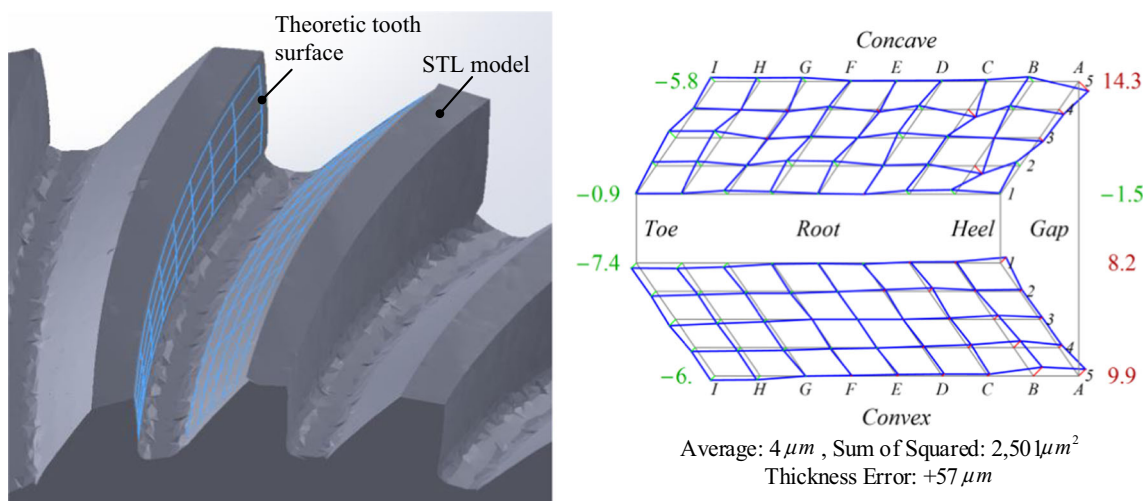 Theoretic tooth
surface
STL model
Concave
I H G F E D C B A
−5.8 5 14.3
4
3
2
−0.9 1 −1.5
Toe Root Heel Gap
−7.4 1 8.2
2
3
4
−6. 5 9.9
I H G F E D C B A
Convex
Average: 4 μm , Sum of Squared: 2,501μm²
Thickness Error: +57 μm